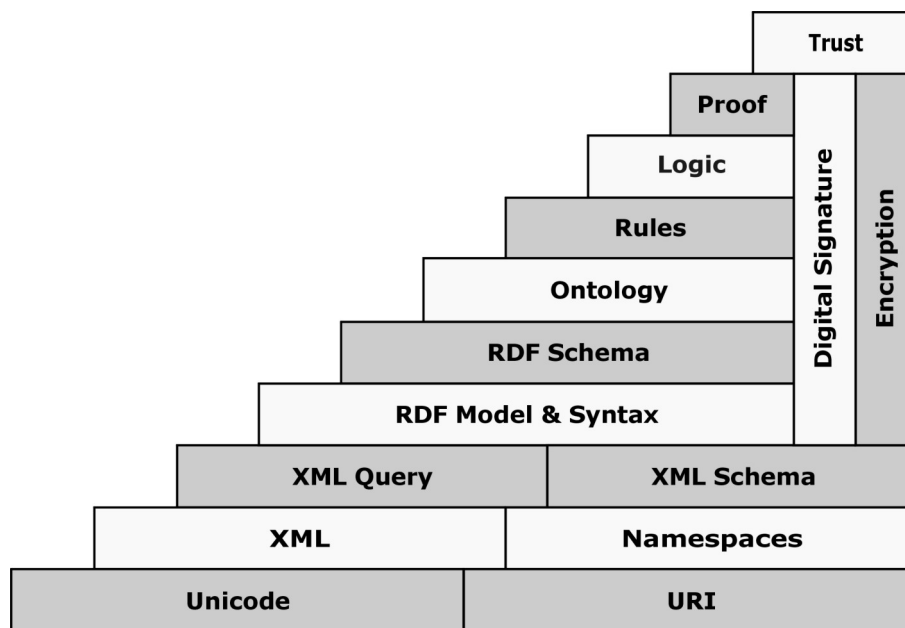 Trust
Proof
Logic
Rules
Ontology
RDF Schema
RDF Model & Syntax
Digital Signature
Encryption
XML Query
XML Schema
XML
Namespaces
Unicode
URI